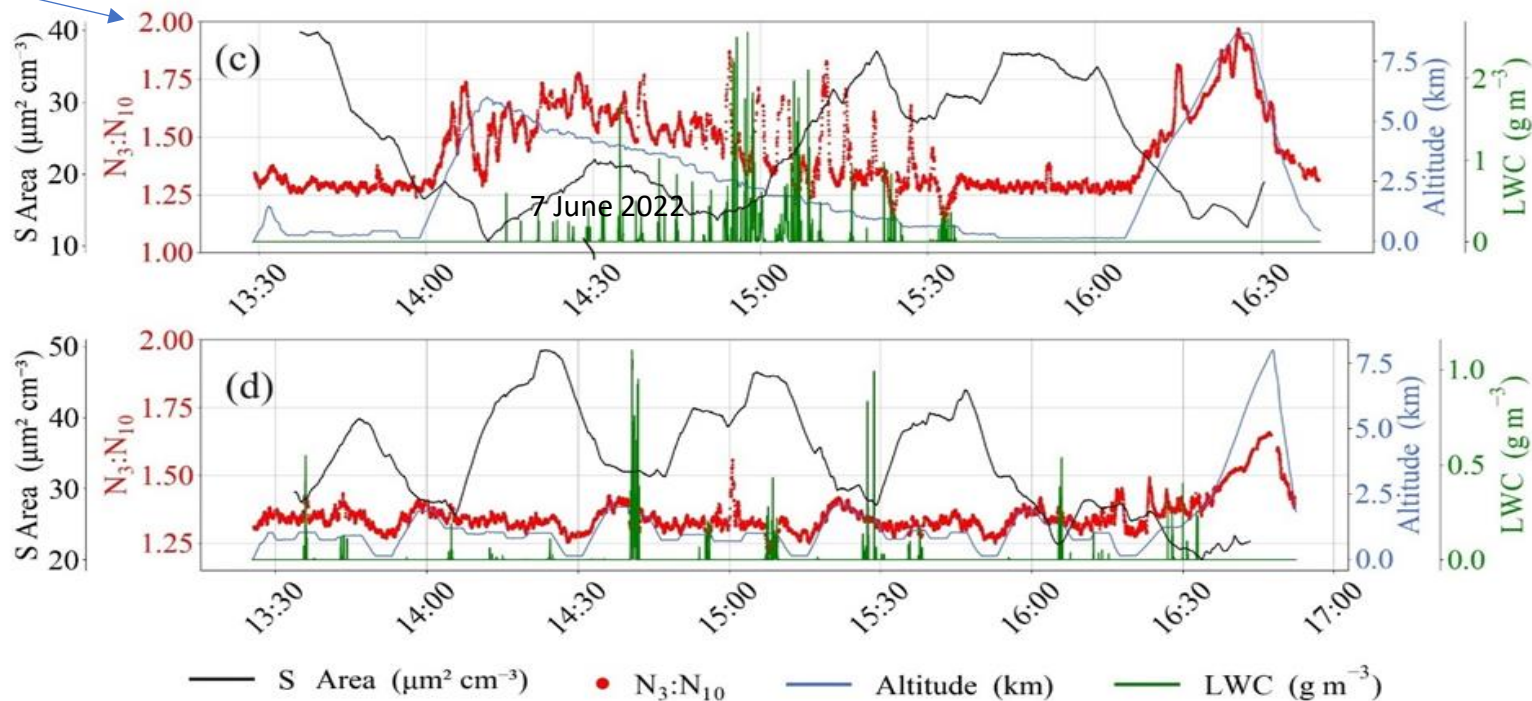 (c)
S Area (μm² cm⁻³)
40
30
20
10
N₃:N₁₀
2.00
1.75
1.50
1.25
1.00
7 June 2022
7.5
5.0
2.5
0.0
Altitude (km)
2
1
0
LWC (g m⁻³)
13:30 14:00 14:30 15:00 15:30 16:00 16:30
(d)
S Area (μm² cm⁻³)
50
40
30
20
N₃:N₁₀
2.00
1.75
1.50
1.25
7.5
5.0
2.5
0.0
Altitude (km)
1.0
0.5
0.0
LWC (g m⁻³)
13:30 14:00 14:30 15:00 15:30 16:00 16:30 17:00
S Area (μm² cm⁻³) N₃:N₁₀ Altitude (km) LWC (g m⁻³)